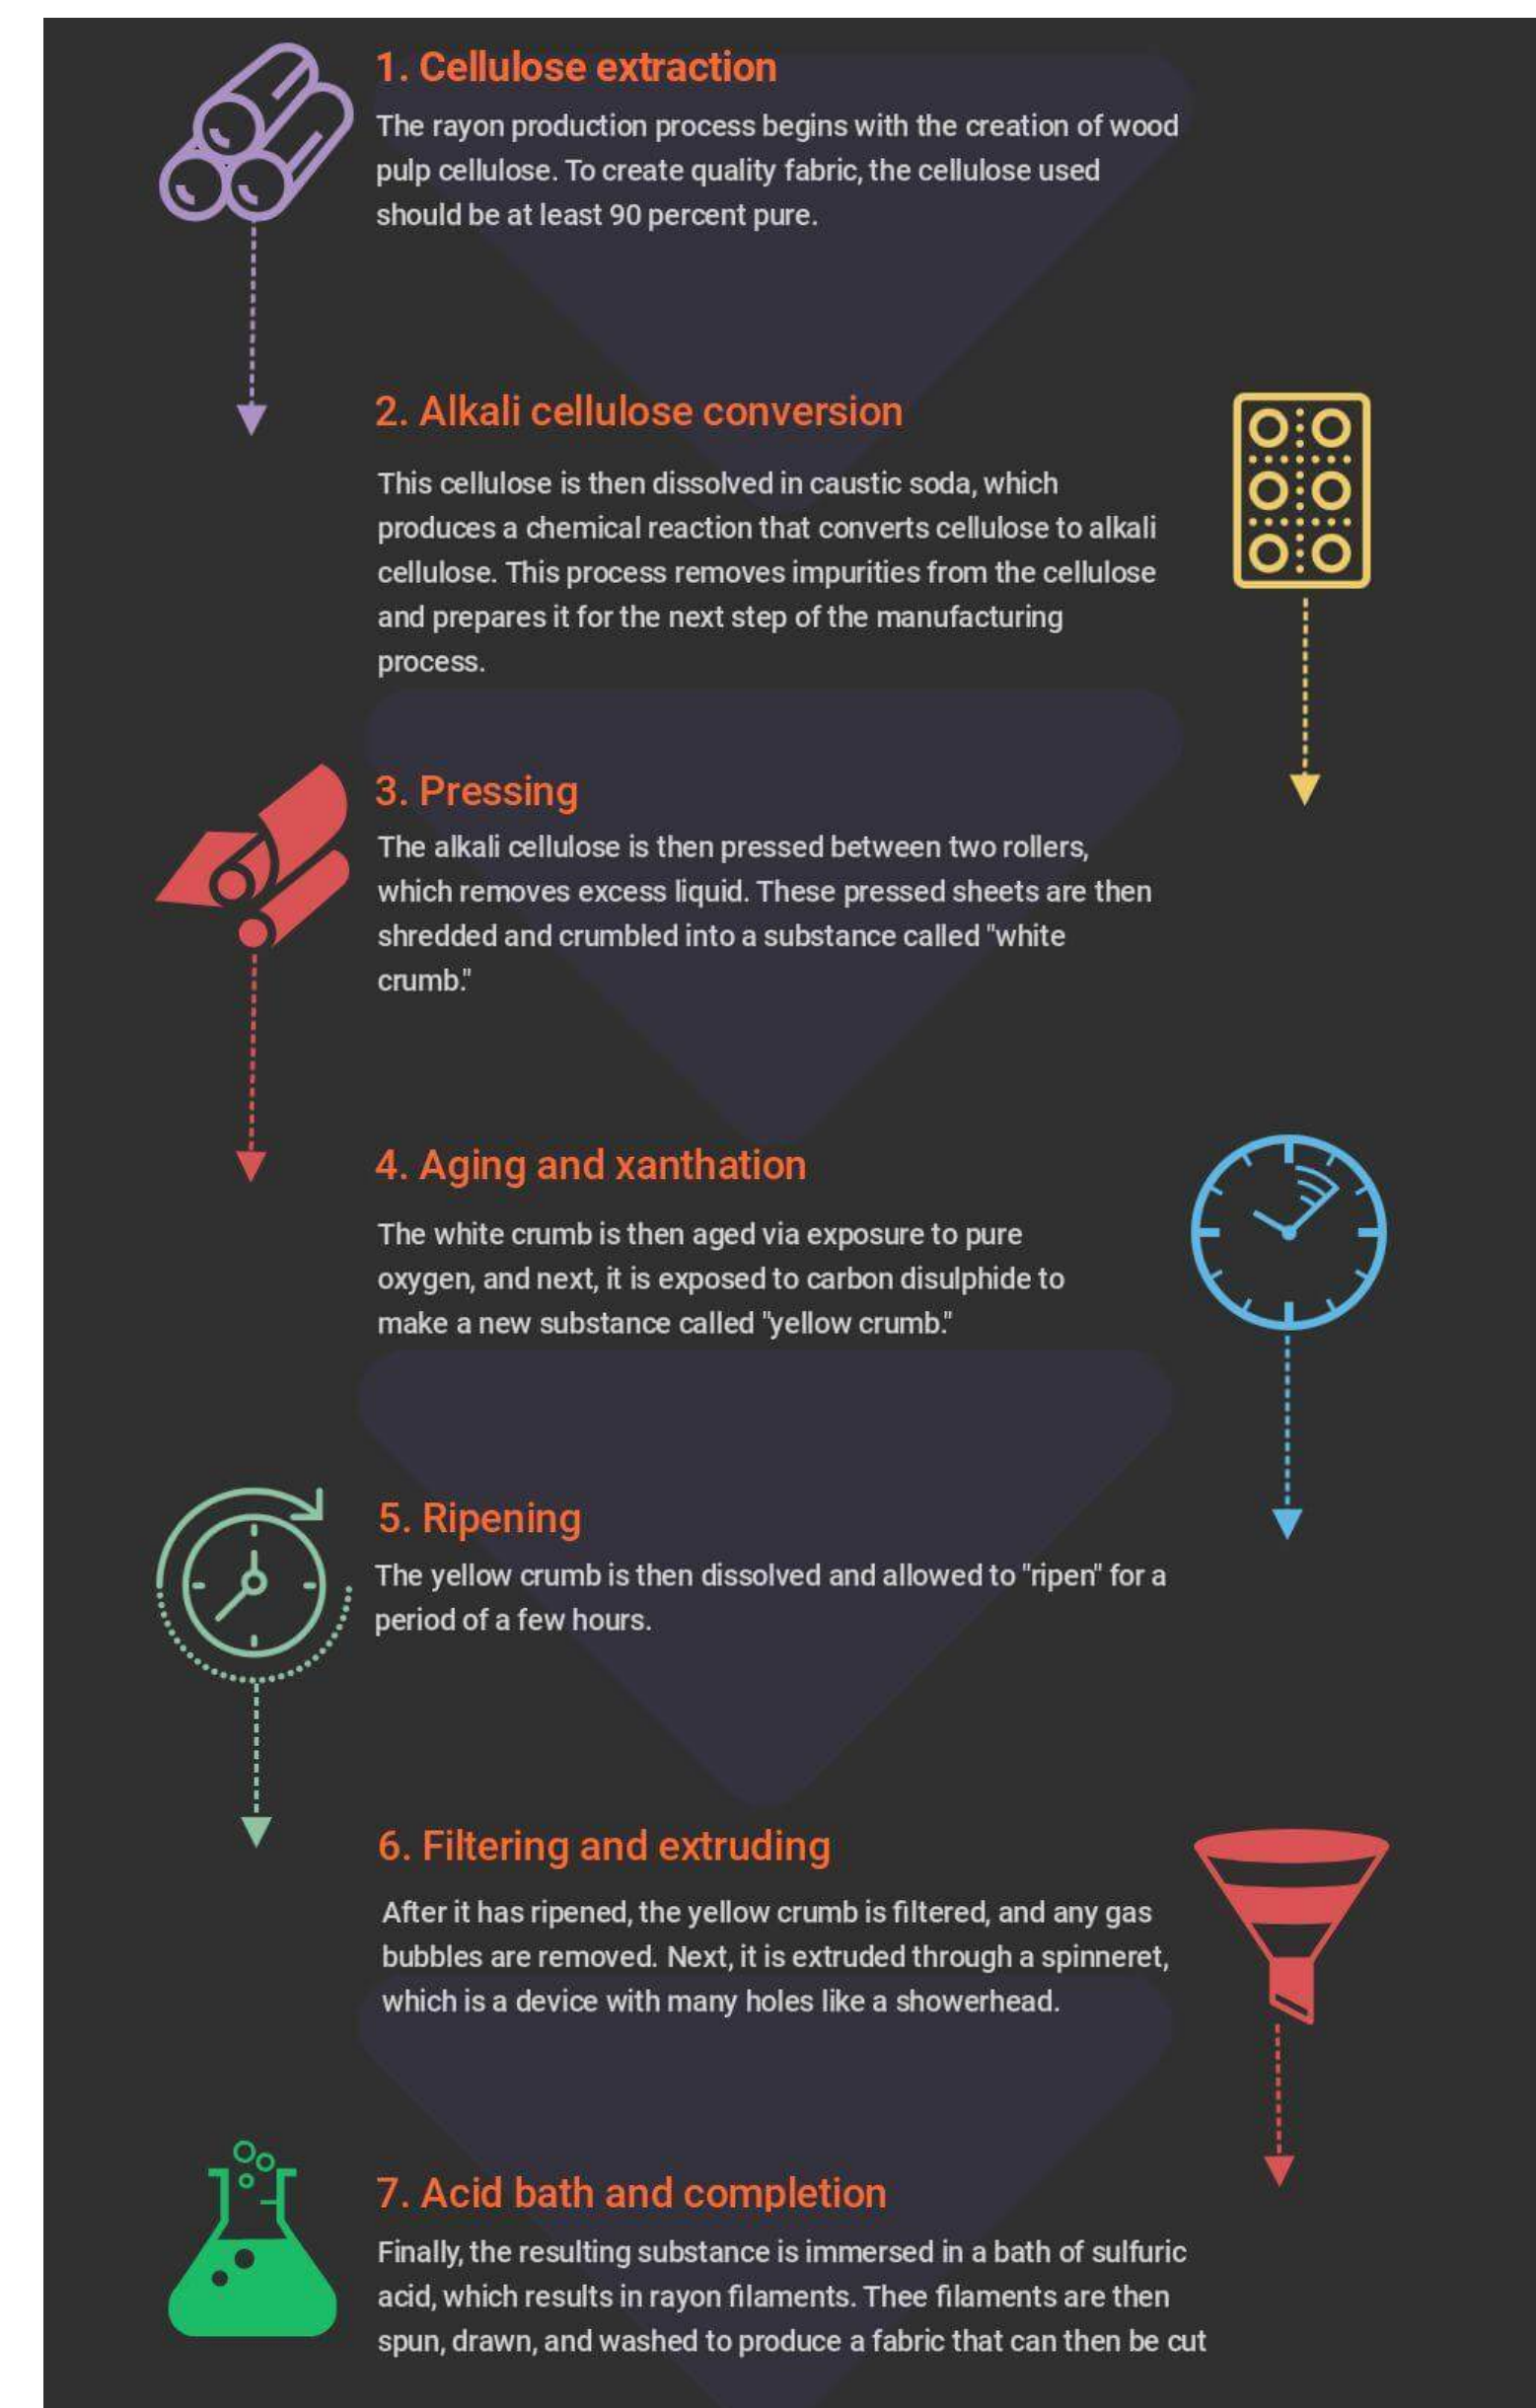 1. Cellulose extraction
The rayon production process begins with the creation of wood
pulp cellulose. To create quality fabric, the cellulose used
should be at least 90 percent pure.
2. Alkali cellulose conversion
This cellulose is then dissolved in caustic soda, which
produces a chemical reaction that converts cellulose to alkali
cellulose. This process removes impurities from the cellulose
and prepares it for the next step of the manufacturing
process.
3. Pressing
The alkali cellulose is then pressed between two rollers,
which removes excess liquid. These pressed sheets are then
shredded and crumbled into a substance called "white
crumb."
4. Aging and xanthation
The white crumb is then aged via exposure to pure
oxygen, and next, it is exposed to carbon disulphide to
make a new substance called "yellow crumb."
5. Ripening
The yellow crumb is then dissolved and allowed to "ripen" for a
period of a few hours.
6. Filtering and extruding
After it has ripened, the yellow crumb is filtered, and any gas
bubbles are removed. Next, it is extruded through a spinneret,
which is a device with many holes like a showerhead.
7. Acid bath and completion
Finally, the resulting substance is immersed in a bath of sulfuric
acid, which results in rayon filaments. Thee filaments are then
spun, drawn, and washed to produce a fabric that can then be cut